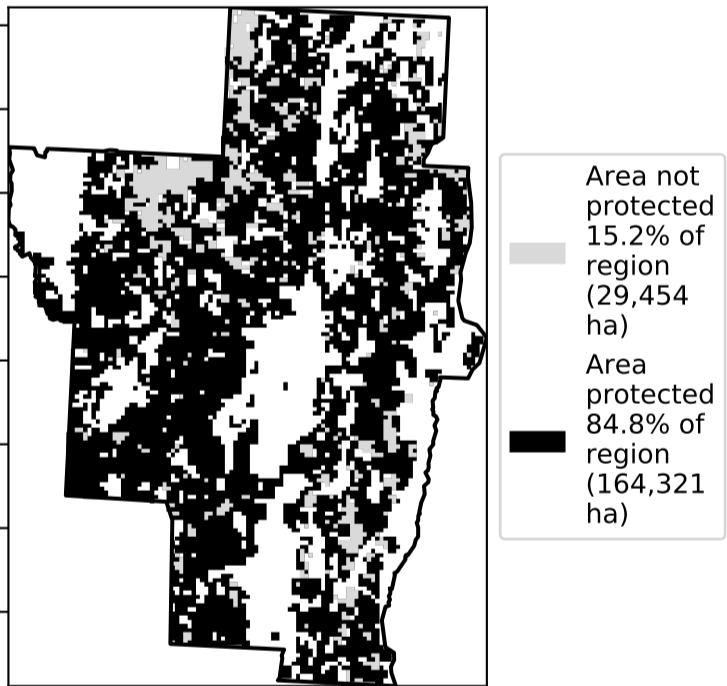 Area not
protected
15.2% of
region
(29,454
ha)
Area
protected
84.8% of
region
(164,321
ha)